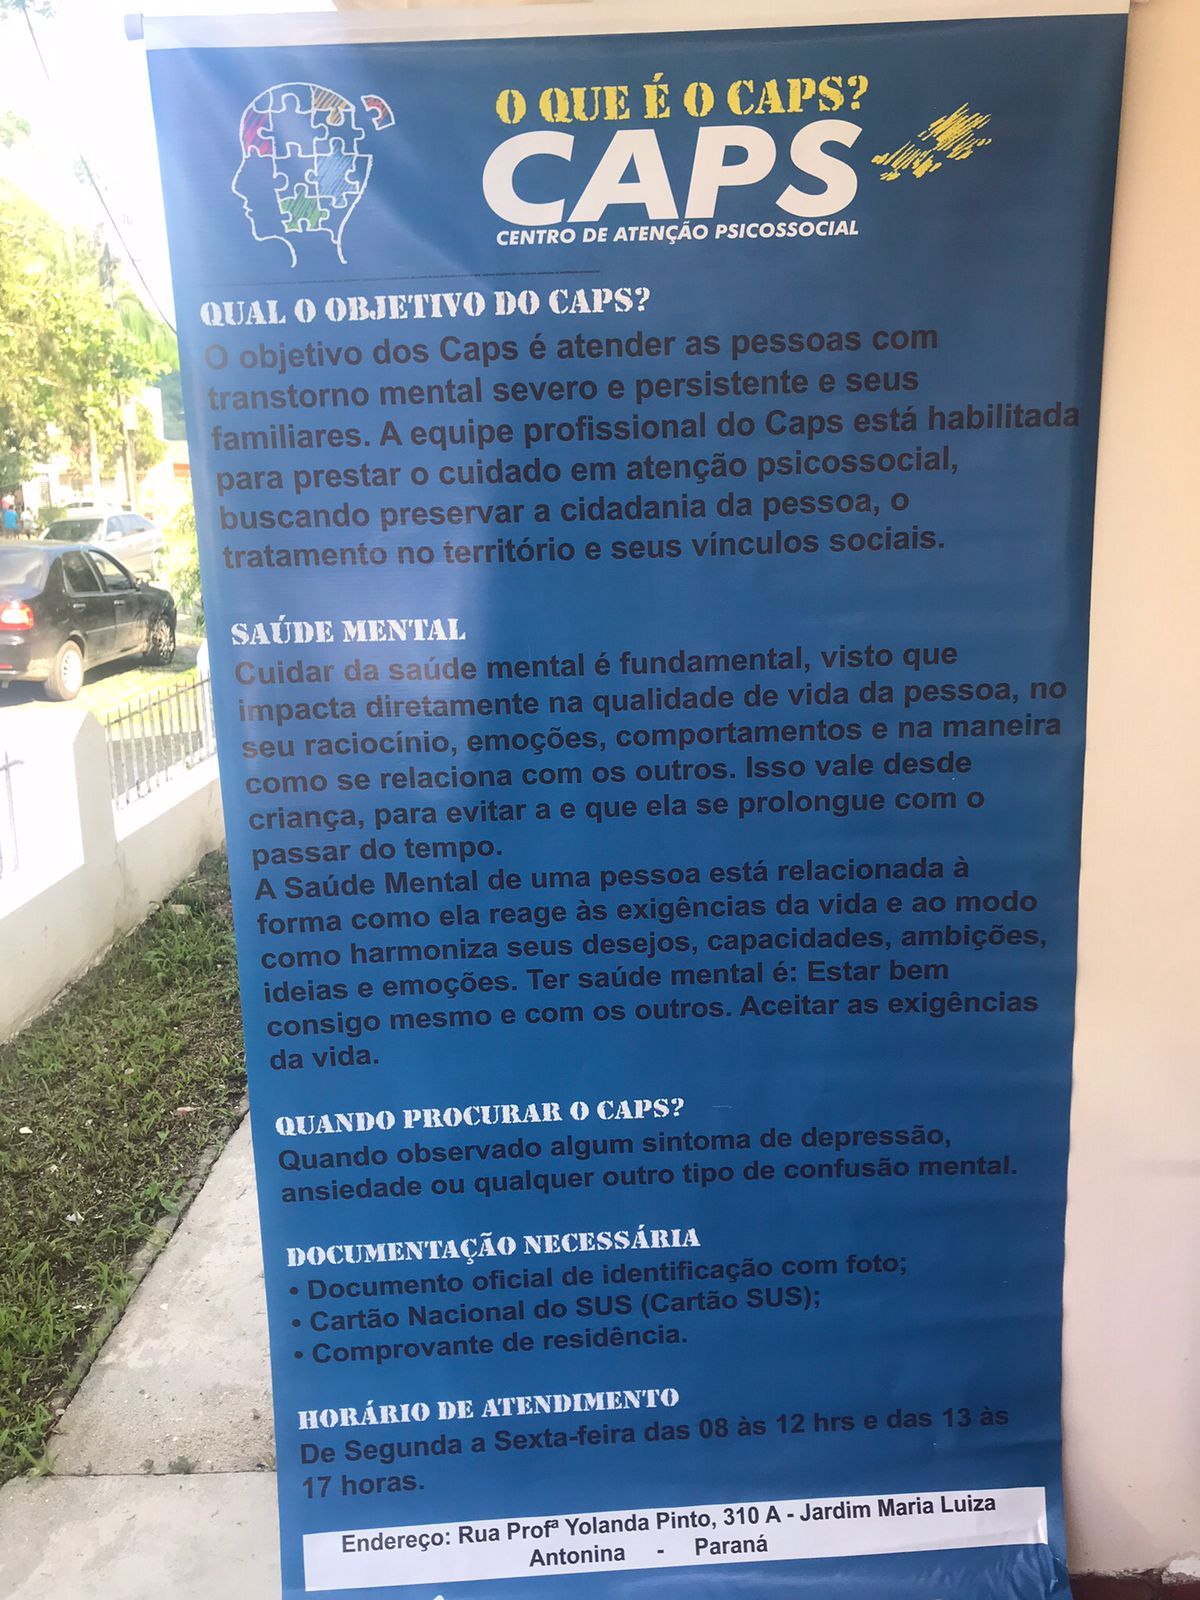 O QUE É O CAPS?
CAPS
CENTRO DE ATENÇÃO PSICOSSOCIAL
QUAL O OBJETIVO DO CAPS?
O objetivo dos Caps é atender as pessoas com
transtorno mental severo e persistente e seus
familiares. A equipe profissional do Caps está habilitada
para prestar o cuidado em atenção psicossocial,
buscando preservar a cidadania da pessoa, o
tratamento no território e seus vínculos sociais.
SAÚDE MENTAL
Cuidar da saúde mental é fundamental, visto que
impacta diretamente na qualidade de vida da pessoa, no
seu raciocínio, emoções, comportamentos e na maneira
como se relaciona com os outros. Isso vale desde
criança, para evitar a e que ela se prolongue com o
passar do tempo.
A Saúde Mental de uma pessoa está relacionada à
forma como ela reage às exigências da vida e ao modo
como harmoniza seus desejos, capacidades, ambições,
ideias e emoções. Ter saúde mental é: Estar bem
consigo mesmo e com os outros. Aceitar as exigências
da vida.
QUANDO PROCURAR O CAPS?
Quando observado algum sintoma de depressão,
ansiedade ou qualquer outro tipo de confusão mental.
DOCUMENTAÇÃO NECESSÁRIA
• Documento oficial de identificação com foto;
• Cartão Nacional do SUS (Cartão SUS);
• Comprovante de residência.
HORÁRIO DE ATENDIMENTO
De Segunda a Sexta-feira das 08 às 12 hrs e das 13 às
17 horas.
Endereço: Rua Profª Yolanda Pinto, 310 A - Jardim Maria Luiza
Antonina - Paraná